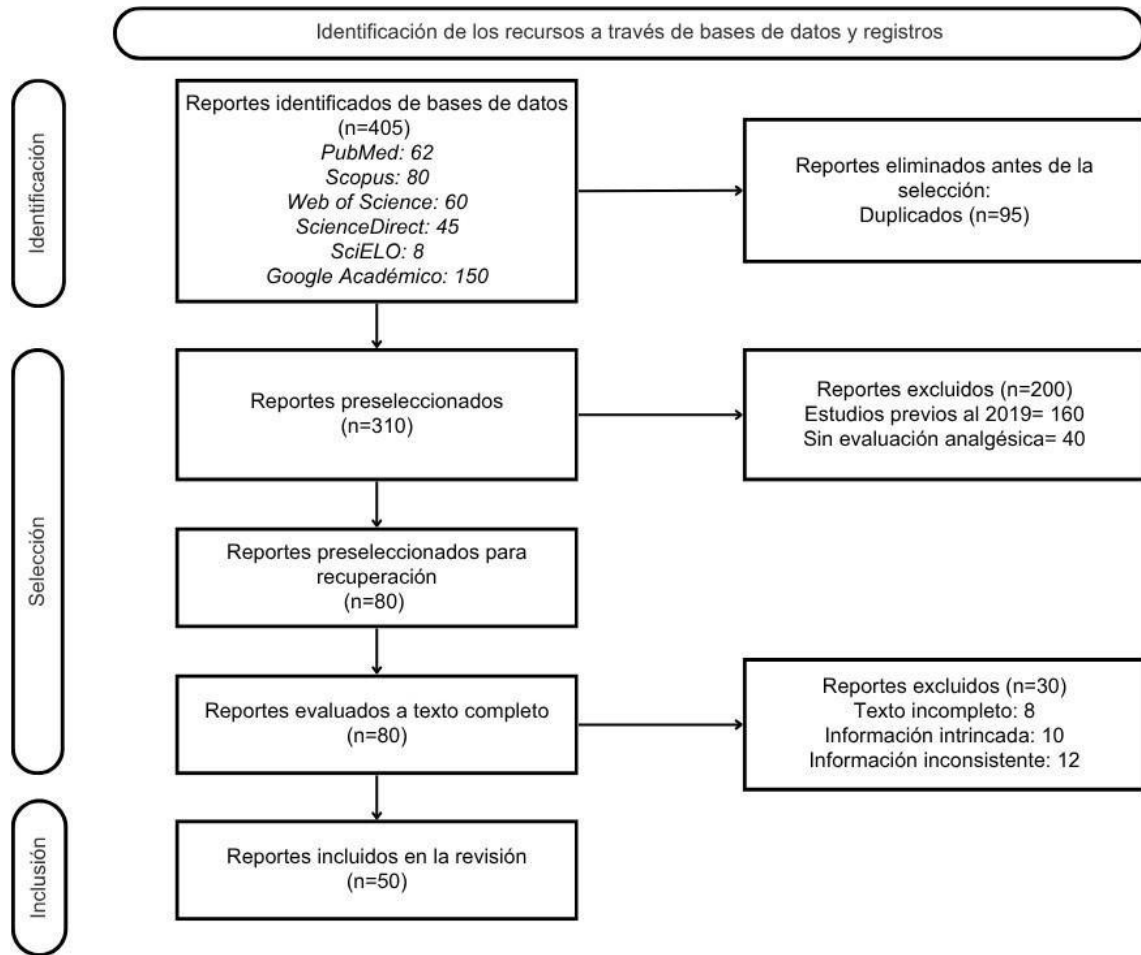 Identificación de los recursos a través de bases de datos y registros
Identificación
Reportes identificados de bases de datos
(n=405)
PubMed: 62
Scopus: 80
Web of Science: 60
ScienceDirect: 45
SciELO: 8
Google Académico: 150
Reportes eliminados antes de la
selección:
Duplicados (n=95)
Selección
Reportes preseleccionados
(n=310)
Reportes excluidos (n=200)
Estudios previos al 2019= 160
Sin evaluación analgésica= 40
Reportes preseleccionados para
recuperación
(n=80)
Reportes evaluados a texto completo
(n=80)
Reportes excluidos (n=30)
Texto incompleto: 8
Información intrincada: 10
Información inconsistente: 12
Inclusión
Reportes incluidos en la revisión
(n=50)